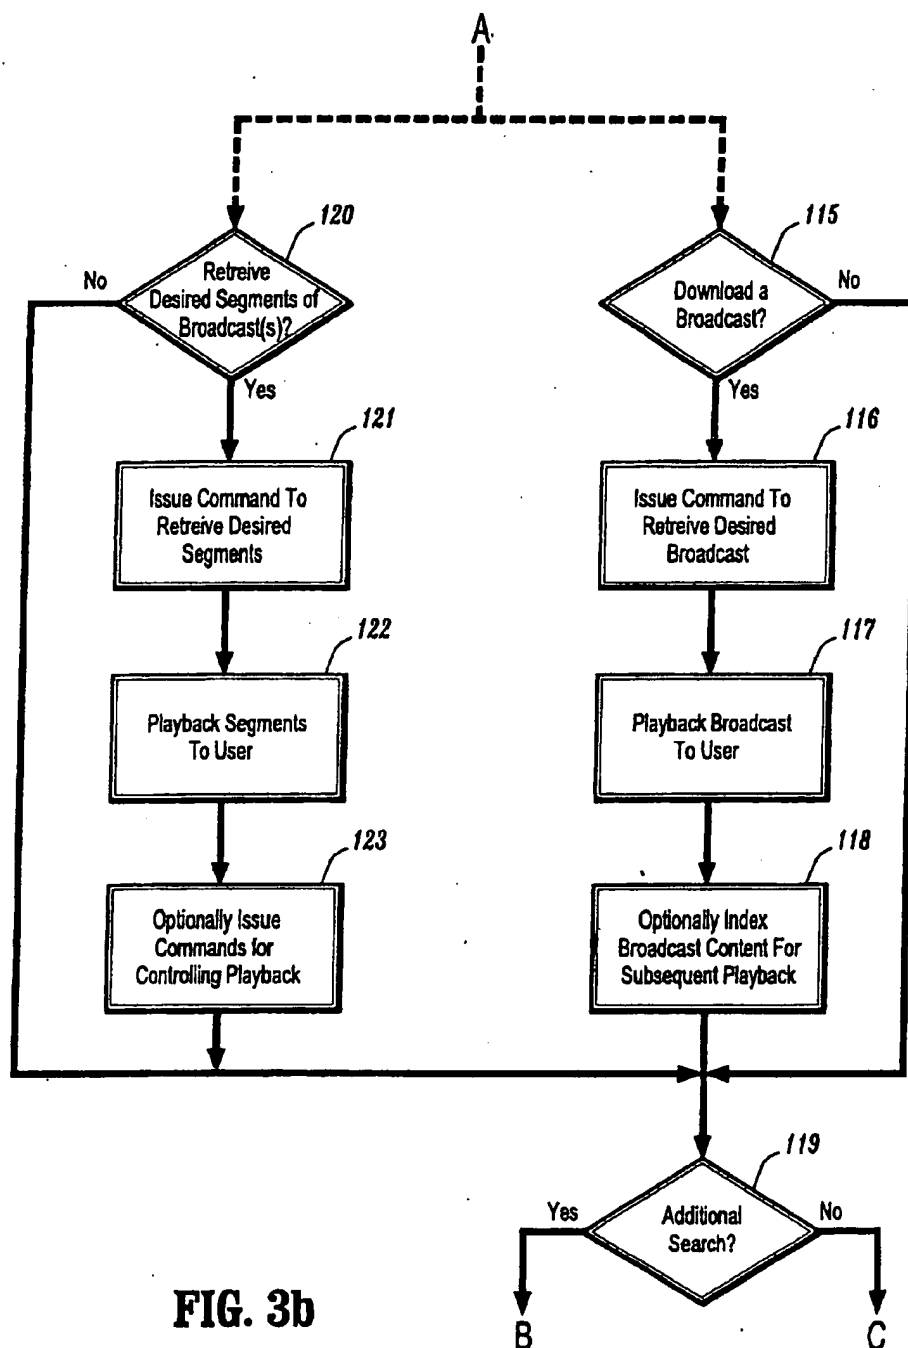 A
120
No
Retreive
Desired Segments of
Broadcast(s)?
Yes
121
Issue Command To
Retreive Desired
Segments
122
Playback Segments
To User
123
Optionally Issue
Commands for
Controlling Playback
115
No
Download a
Broadcast?
Yes
116
Issue Command To
Retreive Desired
Broadcast
117
Playback Broadcast
To User
118
Optionally Index
Broadcast Content For
Subsequent Playback
119
Yes
Additional
Search?
No
B
C
FIG. 3b